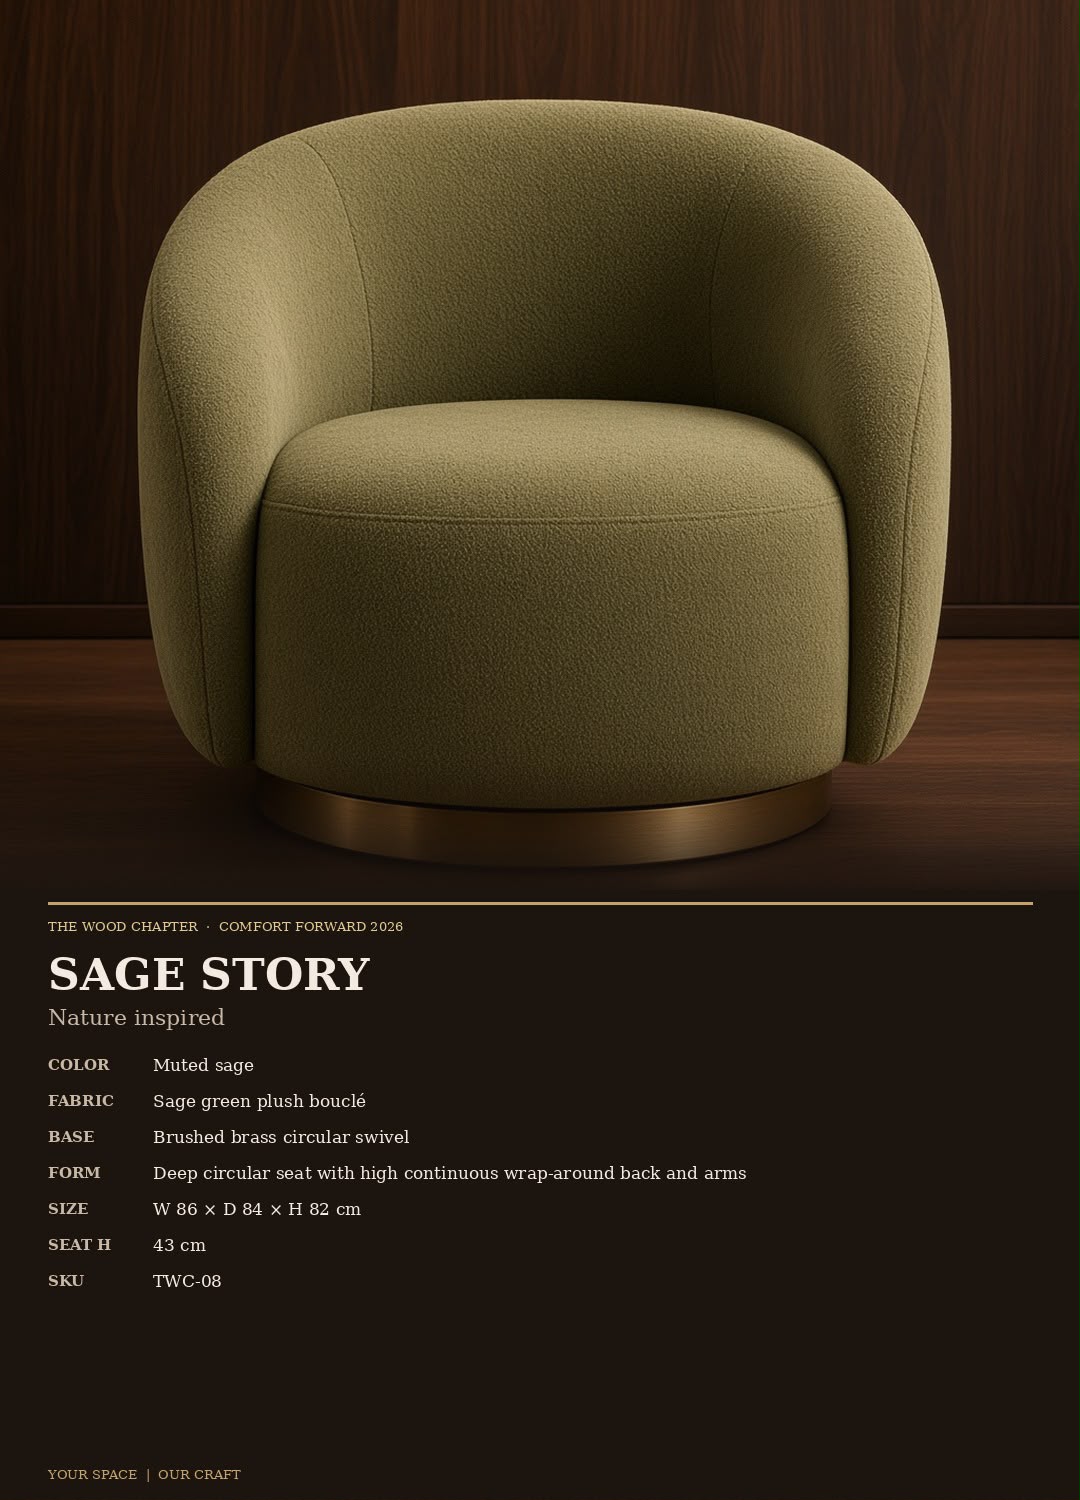 THE WOOD CHAPTER · COMFORT FORWARD 2026
SAGE STORY
Nature inspired
COLOR Muted sage
FABRIC Sage green plush bouclé
BASE Brushed brass circular swivel
FORM Deep circular seat with high continuous wrap-around back and arms
SIZE W 86 × D 84 × H 82 cm
SEAT H 43 cm
SKU TWC-08
YOUR SPACE | OUR CRAFT